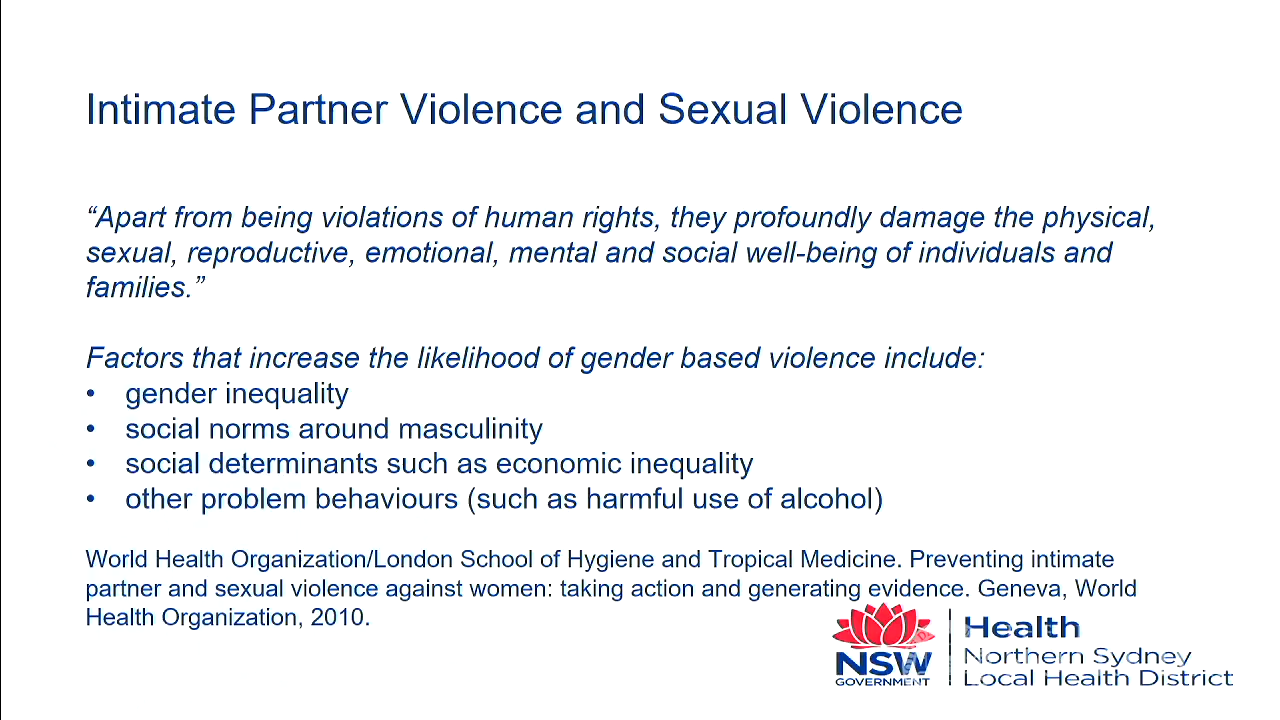 Intimate Partner Violence and Sexual Violence
“Apart from being violations of human rights, they profoundly damage the physical,
sexual, reproductive, emotional, mental and social well-being of individuals and
families.”
Factors that increase the likelihood of gender based violence include:
• gender inequality
• social norms around masculinity
• social determinants such as economic inequality
• other problem behaviours (such as harmful use of alcohol)
World Health Organization/London School of Hygiene and Tropical Medicine. Preventing intimate
partner and sexual violence against women: taking action and generating evidence. Geneva, World
Health Organization, 2010.
NSW
GOVERNMENT
Health
Northern Sydney
Local Health District